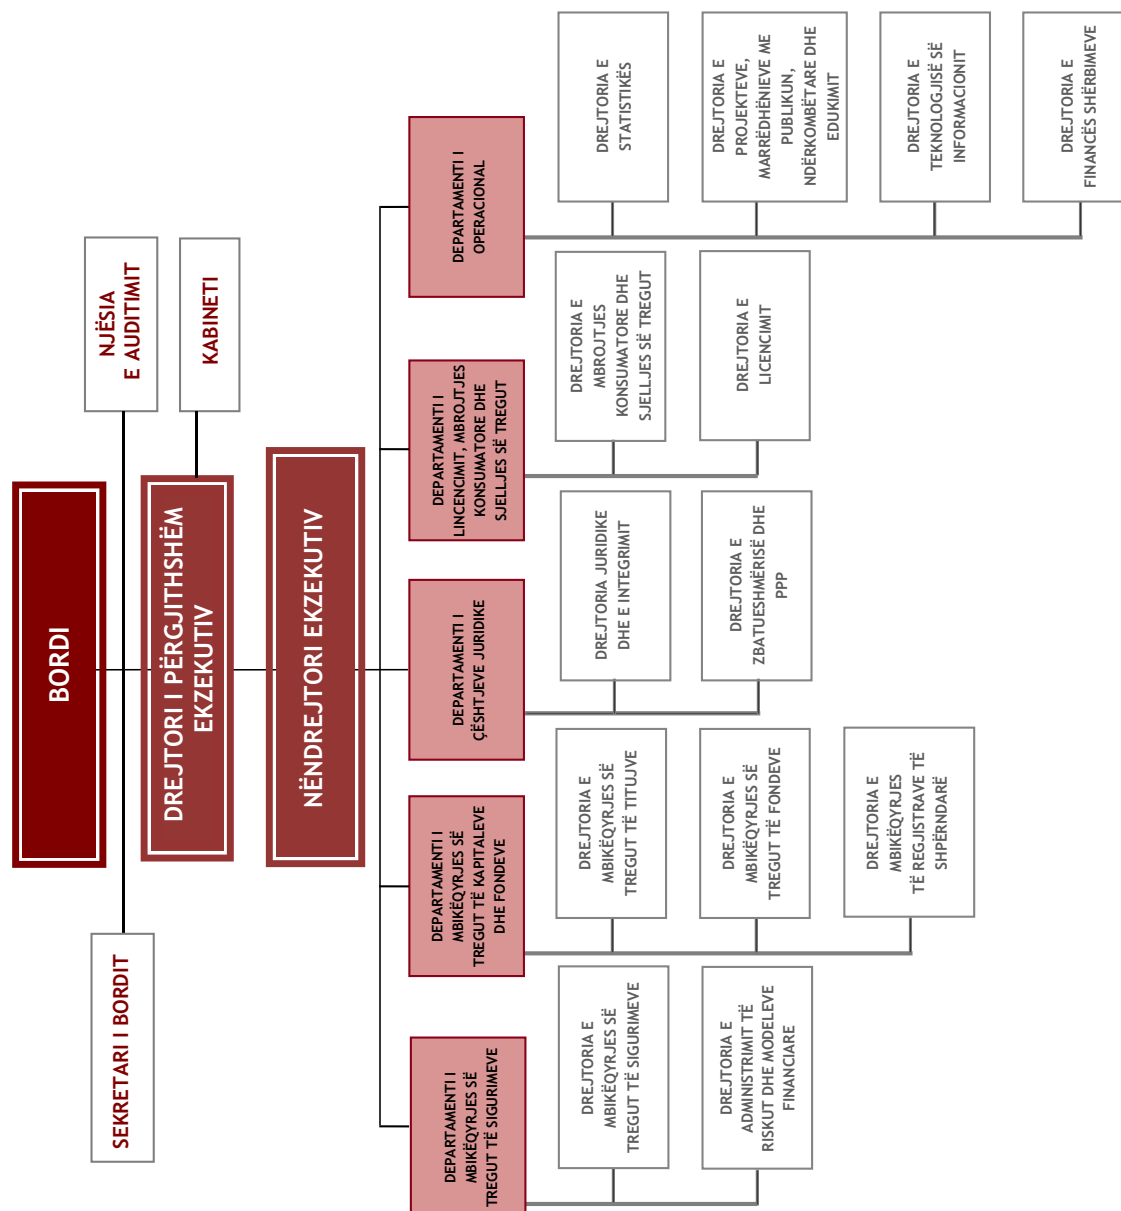 BORDI
SEKRETARI I BORDIT
NJËSIA
E AUDITIMIT
DREJTORI I PËRGJITHSHËM
EKZEKUTIV
KABINETI
NËNDREJTORI EKZEKUTIV
DEPARTAMENTI I
MBIKËQYRJES SË
TREGUT TË SIGURIMEVE
DEPARTAMENTI I
MBIKËQYRJES SË
TREGUT TË KAPITALEVE
DHE FONDEVE
DEPARTAMENTI I
ÇËSHTJEVE JURIDIKE
DEPARTAMENTI I
LINCENCIMIT, MBROJTJES
KONSUMATORE DHE
SJELLJES SË TREGUT
DEPARTAMENTI I
OPERACIONAL
DREJTORIA E
MBIKËQYRJES SË
TREGUT TË SIGURIMEVE
DREJTORIA E
ADMINISTRIMIT TË
RISKUT DHE MODELEVE
FINANCIARE
DREJTORIA E
MBIKËQYRJES SË
TREGUT TË TITUJVE
DREJTORIA E
MBIKËQYRJES SË
TREGUT TË FONDEVE
DREJTORIA E
MBIKËQYRJES
TË REGJISTRAVE TË
SHPËRNDARË
DREJTORIA JURIDIKE
DHE E INTEGRIMIT
DREJTORIA E
ZBATUESHMËRISË DHE
PPP
DREJTORIA E
MBROJTJES
KONSUMATORE DHE
SJELLJES SË TREGUT
DREJTORIA E
LICENCIMIT
DREJTORIA E
STATISTIKËS
DREJTORIA E
PROJEKTEVE,
MARRËDHËNIEVE ME
PUBLIKUN,
NDËRKOMBËTARE DHE
EDUKIMIT
DREJTORIA E
TEKNOLOGJISË SË
INFORMACIONIT
DREJTORIA E
FINANCËS SHËRBIMEVE